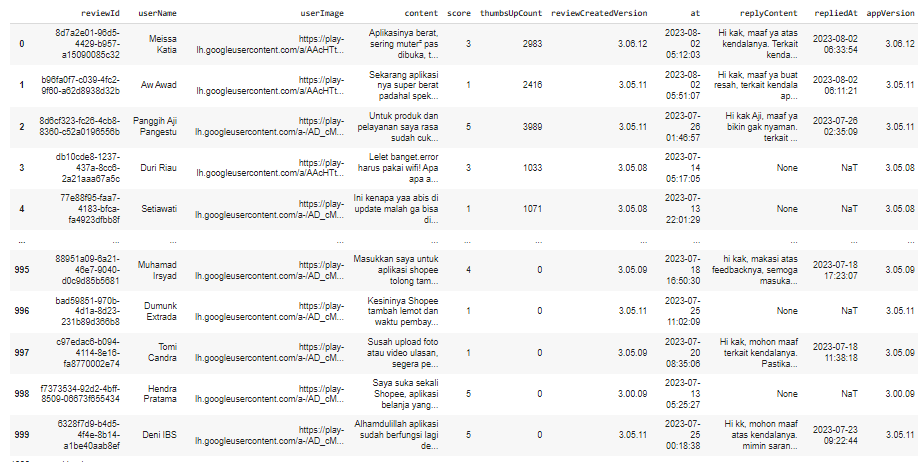 reviewId userName userImage content score thumbsUpCount reviewCreatedVersion at replyContent repliedAt appVersion
0
8d7a2e01-96d5-
4429-b957-
a15090085c32
Meissa
Katia
https://play-
lh.googleusercontent.com/a/AAcHTt...
Aplikasinya berat,
sering muter² pas
dibuka, t...
3
2983
3.06.12
2023-08-
02
05:12:03
Hi kak, maaf ya atas
kendalanya. Terkait
kenda...
2023-08-02
06:33:54
3.06.12
1
b96fa0f7-c039-4fc2-
9f60-a62d8938d32b
Aw Awad
https://play-
lh.googleusercontent.com/a/AAcHTt...
Sekarang aplikasi
nya super berat
padahal spek...
1
2416
3.05.11
2023-08-
02
05:51:07
Hi kak, maaf ya buat
resah, terkait kendala
ap...
2023-08-02
06:11:21
3.05.11
2
8d6cf323-fc26-4cb8-
8360-c52a0196556b
Panggih Aji
Pangestu
https://play-
lh.googleusercontent.com/a-/AD_cM...
Untuk produk dan
pelayanan saya rasa
sudah cuk...
5
3989
3.05.11
2023-07-
26
01:46:57
Hi kak Aji, maaf ya
bikin gak nyaman.
terkait ...
2023-07-26
02:35:09
3.05.11
3
db10cde8-1237-
437a-8cc6-
2a21aaa67a5c
Duri Riau
https://play-
lh.googleusercontent.com/a/AAcHTt...
Lelet banget.error
harus pakai wifi! Apa
apa a...
3
1033
3.05.08
2023-07-
14
05:17:05
None
NaT
3.05.08
4
77e88f95-faa7-
4183-bfca-
fa4923dfbb8f
Setiawati
https://play-
lh.googleusercontent.com/a-/AD_cM...
Ini kenapa yaa abis di
update malah ga bisa
di...
1
1071
3.05.08
2023-07-
13
22:01:29
None
NaT
3.05.08
... ... ... ... ... ... ... ... ... ... ... ...
995
88951a09-6a21-
46e7-9040-
d0c9d85b5681
Muhamad
Irsyad
https://play-
lh.googleusercontent.com/a-/AD_cM...
Masukkan saya untuk
aplikasi shopee
tolong tam...
4
0
3.05.09
2023-07-
18
16:50:30
hi kak, makasi atas
feedbacknya, semoga
masuka...
2023-07-18
17:23:07
3.05.09
996
bad59851-970b-
4d1a-8d23-
231b89d366b8
Dumunk
Extrada
https://play-
lh.googleusercontent.com/a-/AD_cM...
Kesininya Shopee
tambah lemot dan
waktu pembay...
1
0
3.05.11
2023-07-
25
11:02:09
None
NaT
3.05.11
997
c97edac6-b094-
4114-8e16-
fa8770002e74
Tomi
Candra
https://play-
lh.googleusercontent.com/a-/AD_cM...
Susah upload foto
atau video ulasan,
segera pe...
1
0
3.05.09
2023-07-
20
08:35:06
Hi kak, mohon maaf
terkait kendalanya.
Pastika...
2023-07-18
11:38:18
3.05.09
998
f7373534-92d2-4bff-
8509-06673f655434
Hendra
Pratama
https://play-
lh.googleusercontent.com/a-/AD_cM...
Saya suka sekali
Shopee, aplikasi
belanja yang...
5
0
3.00.09
2023-07-
13
05:25:27
None
NaT
3.00.09
999
6328f7d9-b4d5-
4f4e-8b14-
a1be40aab8ef
Deni IBS
https://play-
lh.googleusercontent.com/a-/AD_cM...
Alhamdulillah aplikasi
sudah berfungsi lagi
de...
5
0
3.05.11
2023-07-
25
00:18:38
Hi kk, mohon maaf
atas kendalanya.
mimin saran...
2023-07-23
09:22:44
3.05.11